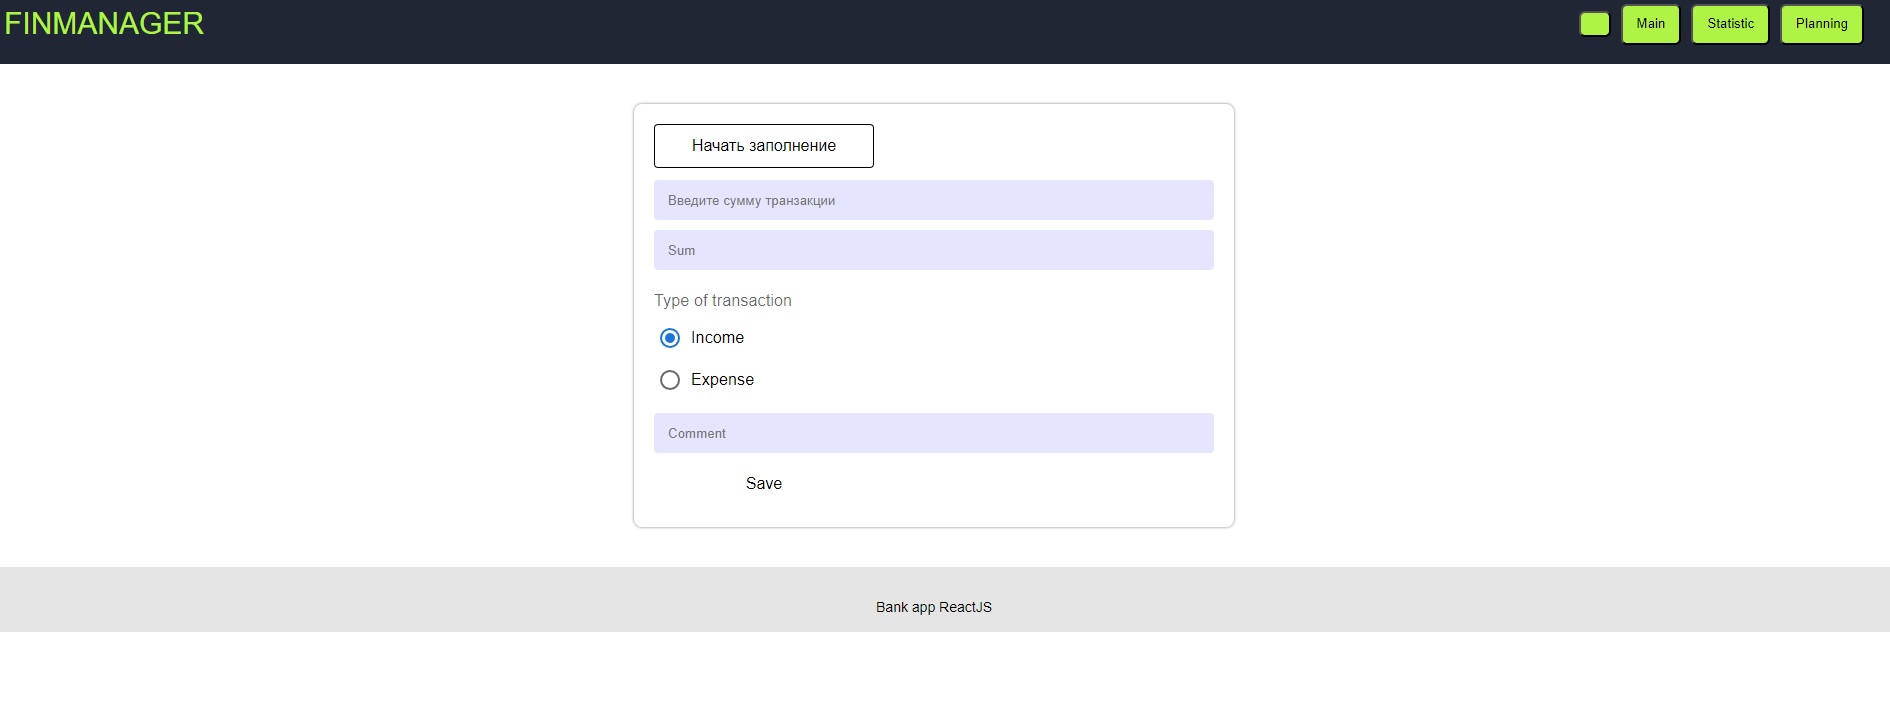 FINMANAGER
Main
Statistic
Planning
Начать заполнение
Введите сумму транзакции
Sum
Type of transaction
Income
Expense
Comment
Save
Bank app ReactJS